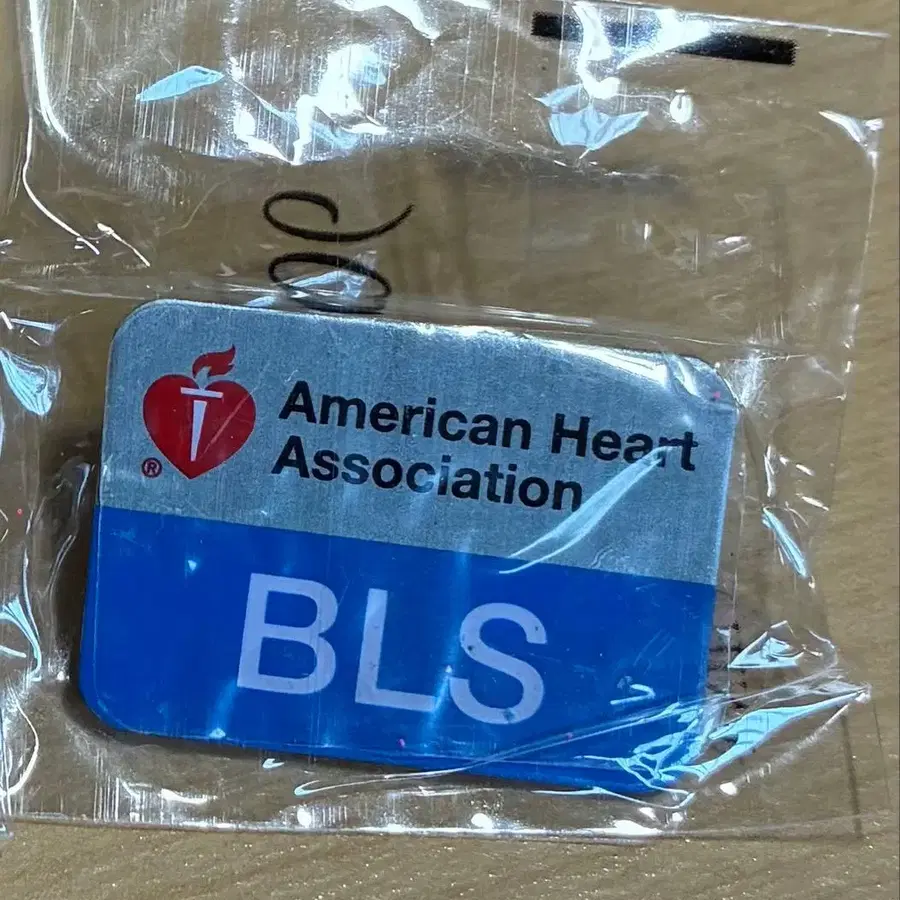 American Heart
Association
®
BLS